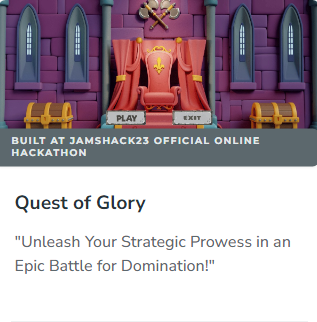 PLAY EXIT
BUILT AT JAMSHACK23 OFFICIAL ONLINE
HACKATHON
Quest of Glory
"Unleash Your Strategic Prowess in an
Epic Battle for Domination!"